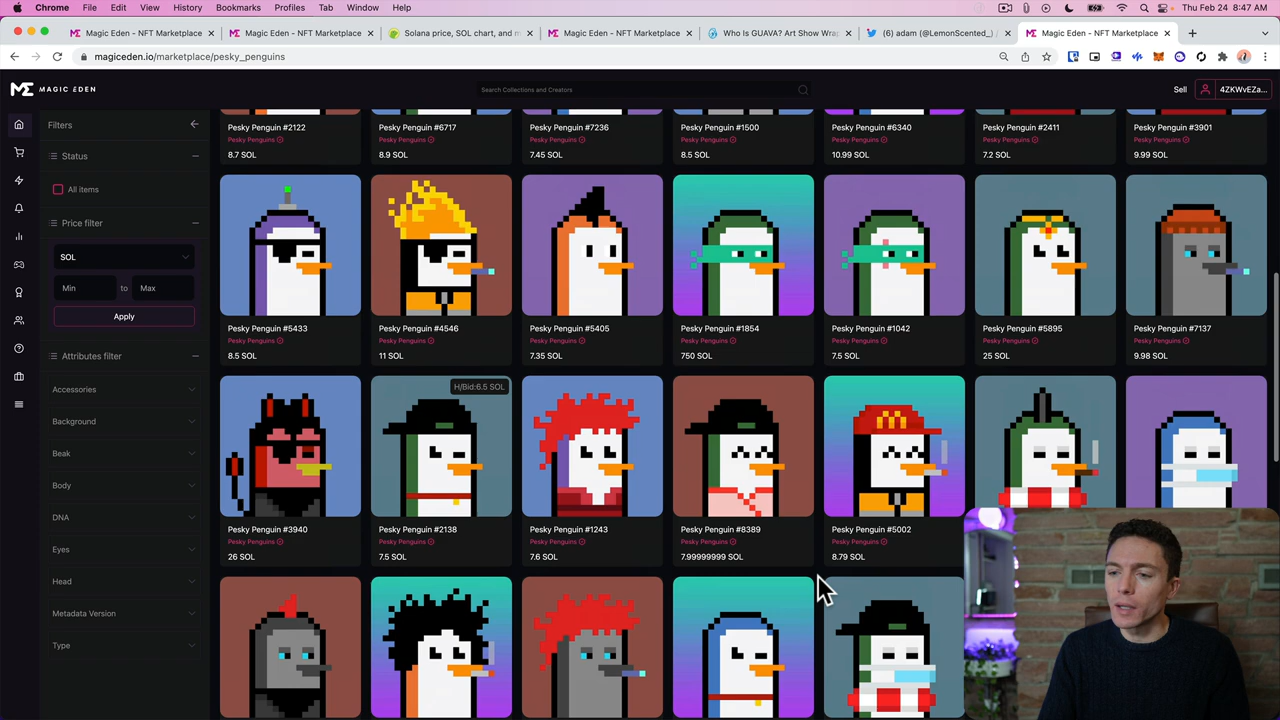 Chrome File Edit View History Bookmarks Profiles Tab Window Help Thu Feb 24 8:47 AM
Magic Eden - NFT Marketplace Magic Eden - NFT Marketplace Solana price, SOL chart, and m Magic Eden - NFT Marketplace Who Is GUAVA? Art Show Wra (6) adam (@LemonScented_) / Magic Eden - NFT Marketplace
magiceden.io/marketplace/pesky_penguins
ME MAGIC EDEN Search Collections and Creators Sell 4ZKWvEZa...
Filters
Status
All items
Price filter
SOL
Min to Max
Apply
Attributes filter
Accessories
Background
Beak
Body
DNA
Eyes
Head
Metadata Version
Type
Pesky Penguin #2122 Pesky Penguin #6717 Pesky Penguin #7236 Pesky Penguin #1500 Pesky Penguin #6340 Pesky Penguin #2411 Pesky Penguin #3901
Pesky Penguins Pesky Penguins Pesky Penguins Pesky Penguins Pesky Penguins Pesky Penguins Pesky Penguins
8.7 SOL 8.9 SOL 7.45 SOL 8.5 SOL 10.99 SOL 7.2 SOL 9.99 SOL
Pesky Penguin #5433 Pesky Penguin #4546 Pesky Penguin #5405 Pesky Penguin #1854 Pesky Penguin #1042 Pesky Penguin #5895 Pesky Penguin #7137
Pesky Penguins Pesky Penguins Pesky Penguins Pesky Penguins Pesky Penguins Pesky Penguins Pesky Penguins
8.5 SOL 11 SOL 7.35 SOL 750 SOL 7.5 SOL 25 SOL 9.98 SOL
H/Bid:6.5 SOL
Pesky Penguin #3940 Pesky Penguin #2138 Pesky Penguin #1243 Pesky Penguin #8389 Pesky Penguin #5002
Pesky Penguins Pesky Penguins Pesky Penguins Pesky Penguins Pesky Penguins
26 SOL 7.5 SOL 7.6 SOL 7.99999999 SOL 8.79 SOL